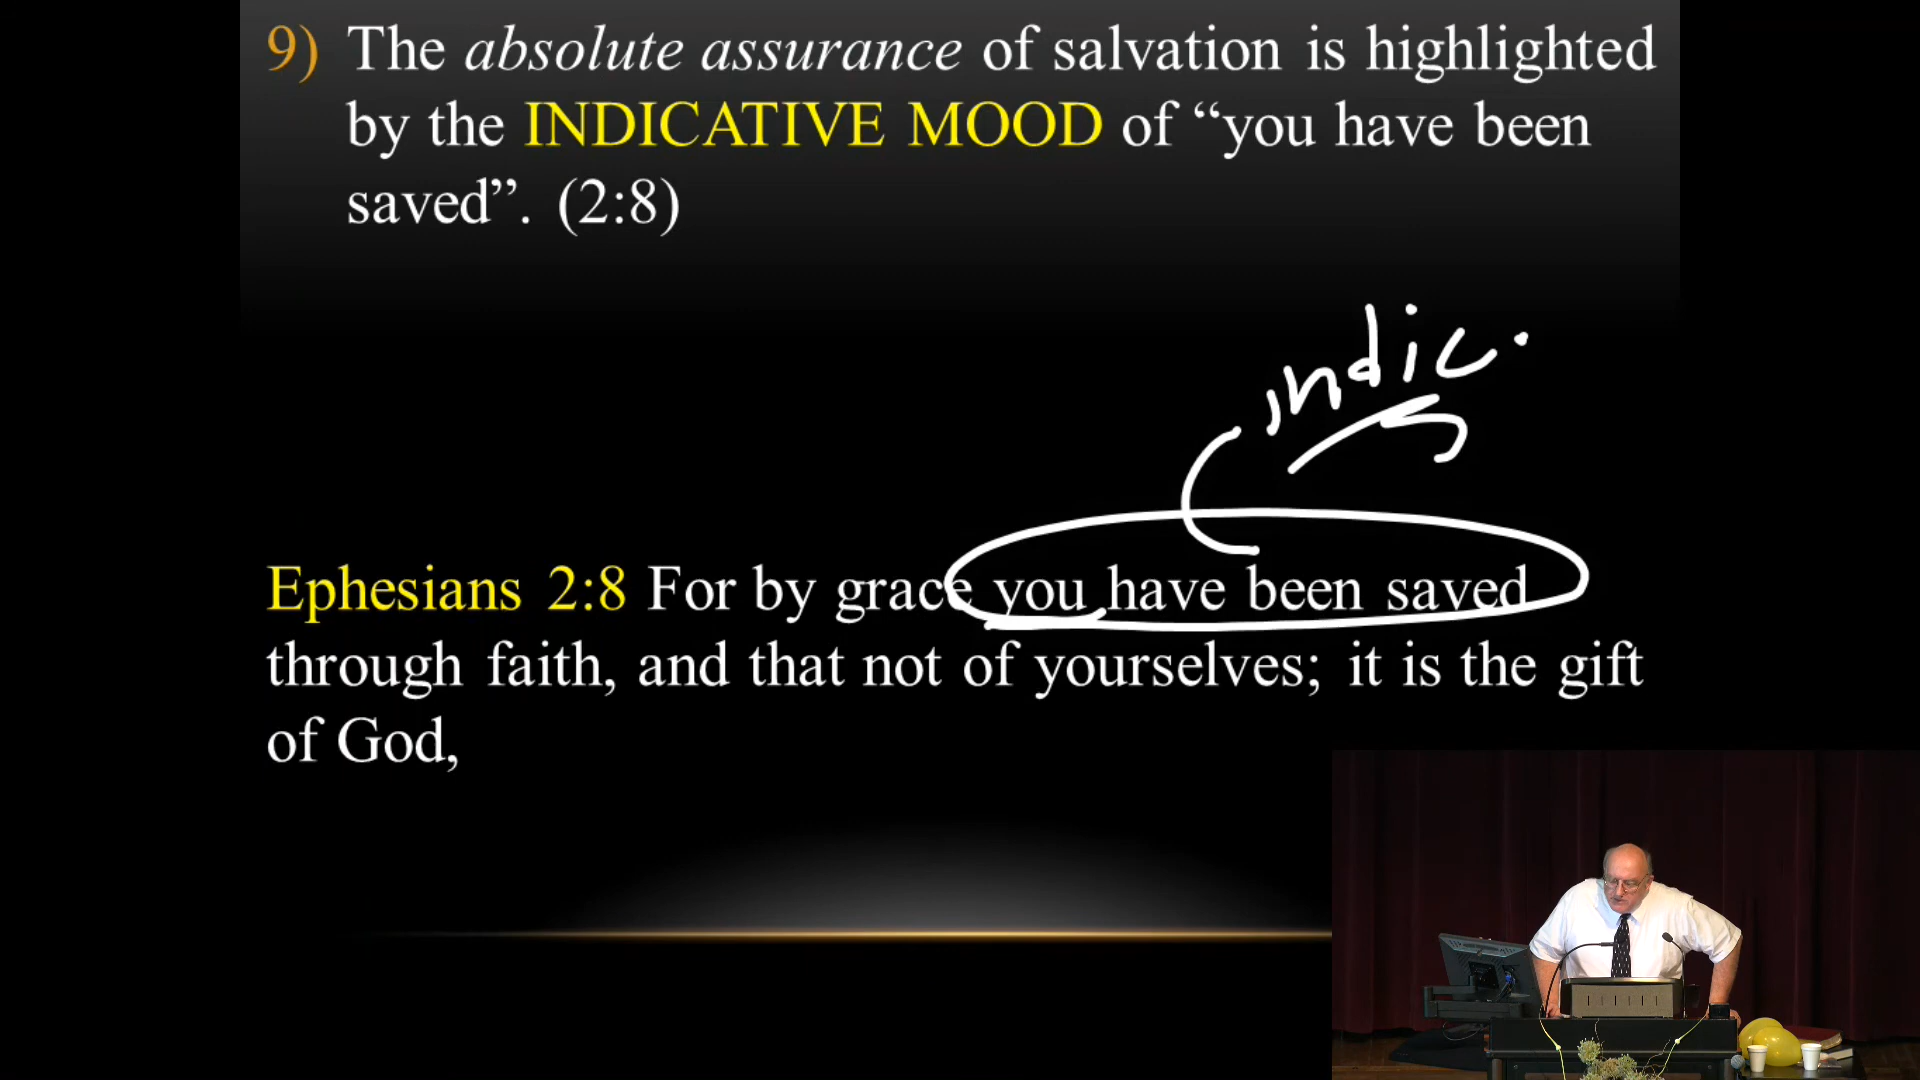 9) The absolute assurance of salvation is highlighted
by the INDICATIVE MOOD of “you have been
saved”. (2:8)
indic.
Ephesians 2:8 For by grace you have been saved
through faith, and that not of yourselves; it is the gift
of God,